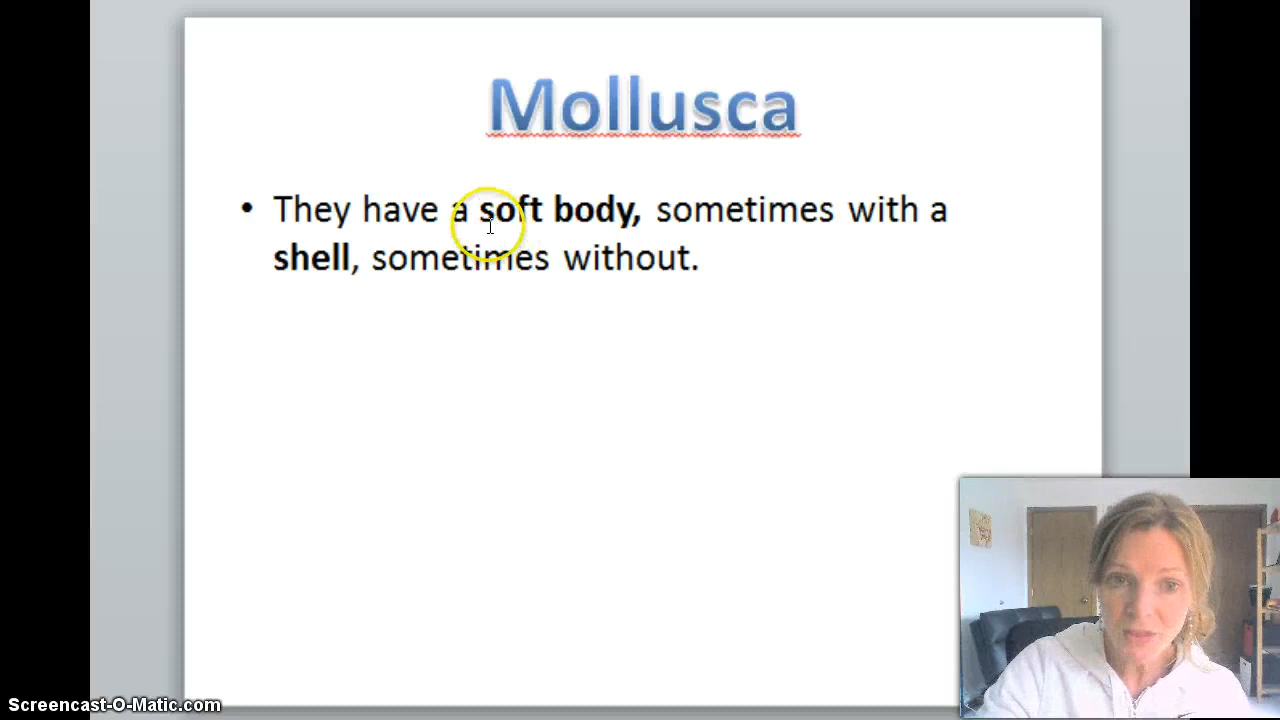 Mollusca
• They have a soft body, sometimes with a
shell, sometimes without.
Screencast-O-Matic.com